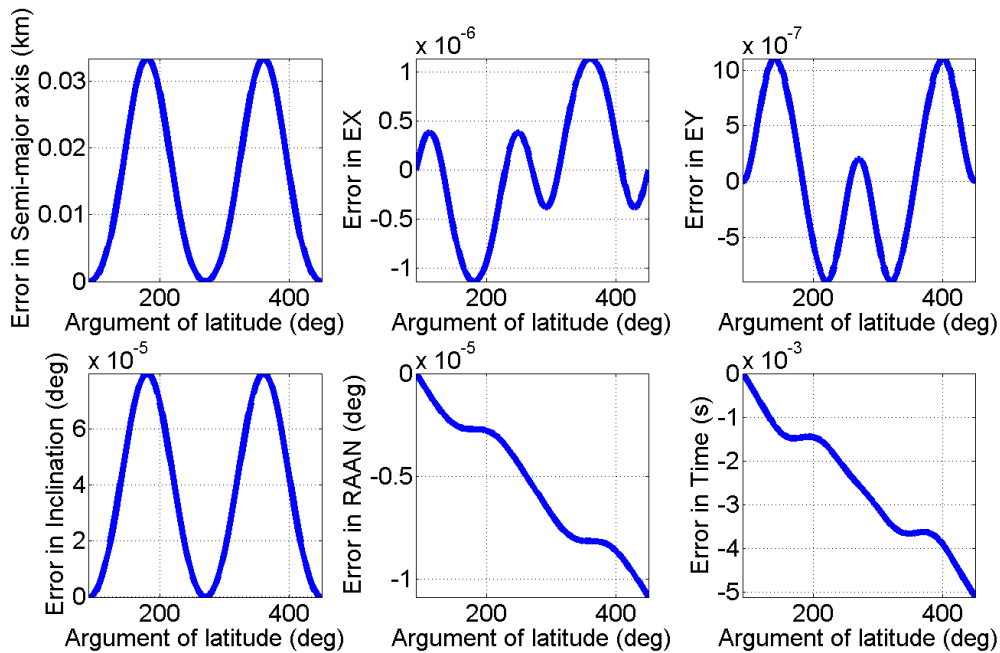 Error in Semi-major axis (km)
0.03
0.02
0.01
0
200
400
Argument of latitude (deg)
x 10^-6
Error in EX
1
0.5
0
-0.5
-1
200
400
Argument of latitude (deg)
x 10^-7
Error in EY
10
5
0
-5
200
400
Argument of latitude (deg)
x 10^-5
Error in Inclination (deg)
6
4
2
0
200
400
Argument of latitude (deg)
x 10^-5
Error in RAAN (deg)
0
-0.5
-1
200
400
Argument of latitude (deg)
x 10^-3
Error in Time (s)
0
-1
-2
-3
-4
-5
200
400
Argument of latitude (deg)